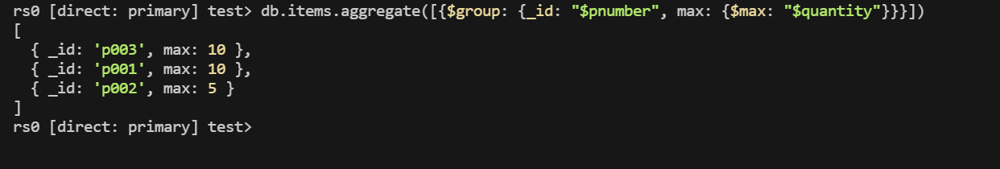 rs0 [direct: primary] test> db.items.aggregate([{$group: {_id: "$pnumber", max: {$max: "$quantity"}}}])
[
  { _id: 'p003', max: 10 },
  { _id: 'p001', max: 10 },
  { _id: 'p002', max: 5 }
]
rs0 [direct: primary] test>